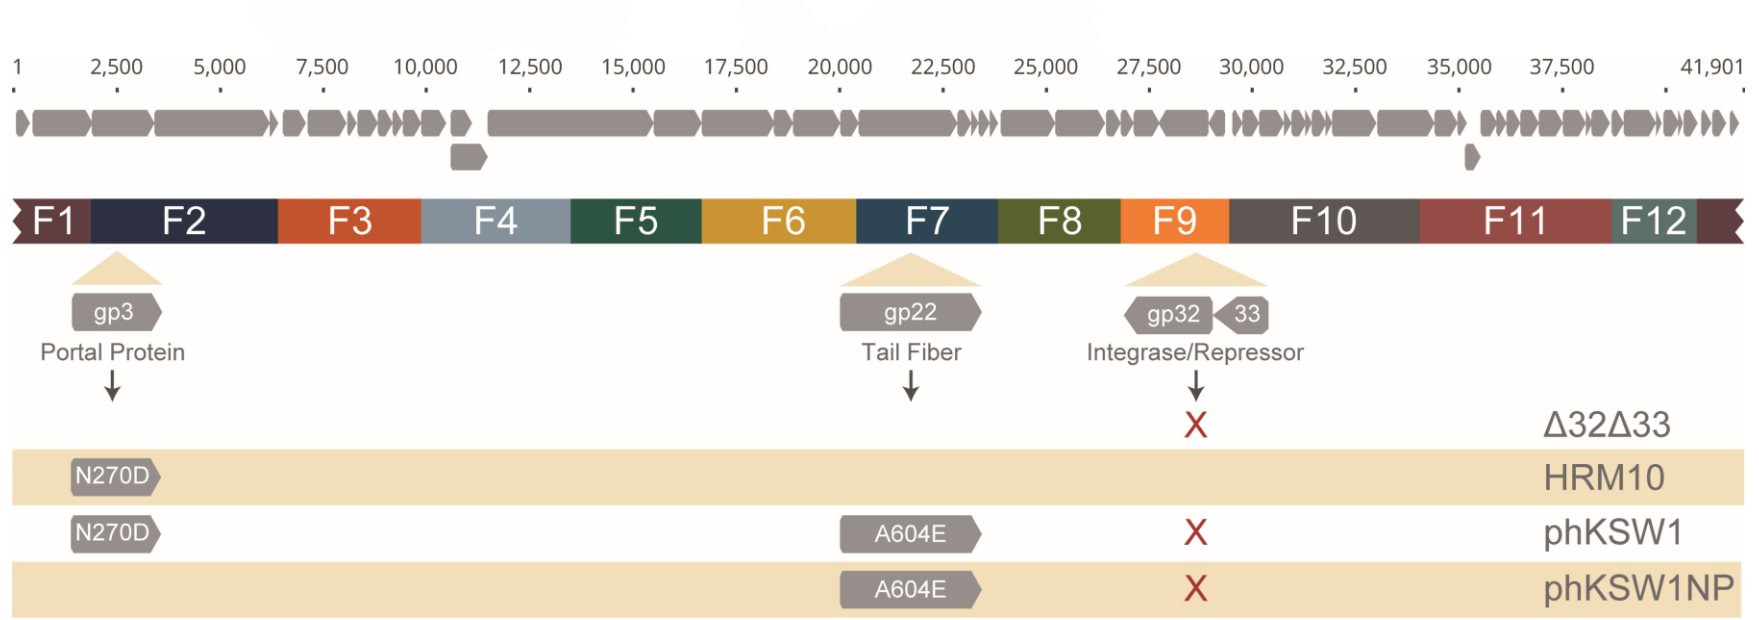 1 2,500 5,000 7,500 10,000 12,500 15,000 17,500 20,000 22,500 25,000 27,500 30,000 32,500 35,000 37,500 41,901
F1 F2 F3 F4 F5 F6 F7 F8 F9 F10 F11 F12
gp3 gp22 gp32 33
Portal Protein Tail Fiber Integrase/Repressor
X Δ32Δ33
N270D HRM10
N270D A604E X phKSW1
A604E X phKSW1NP